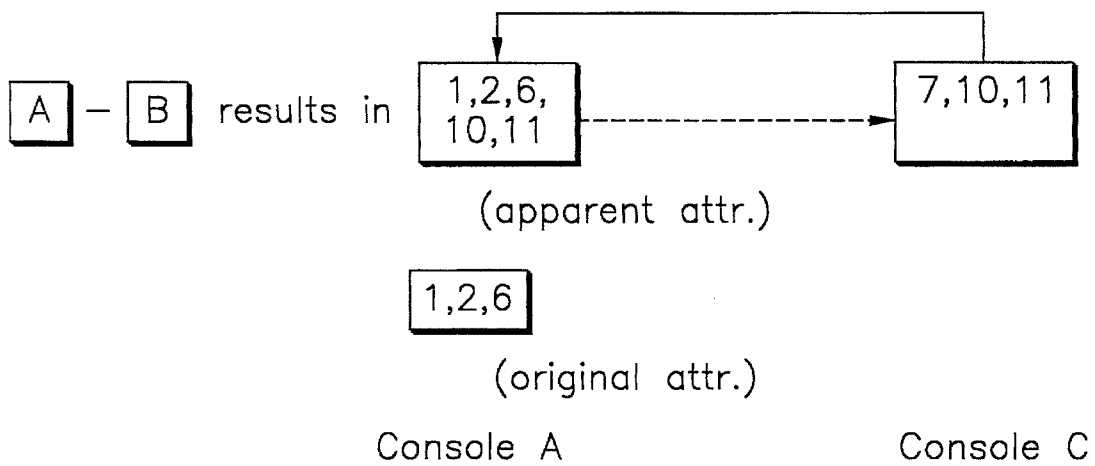 A – B results in 1,2,6, 7,10,11
10,11
(apparent attr.)
1,2,6
(original attr.)
Console A Console C